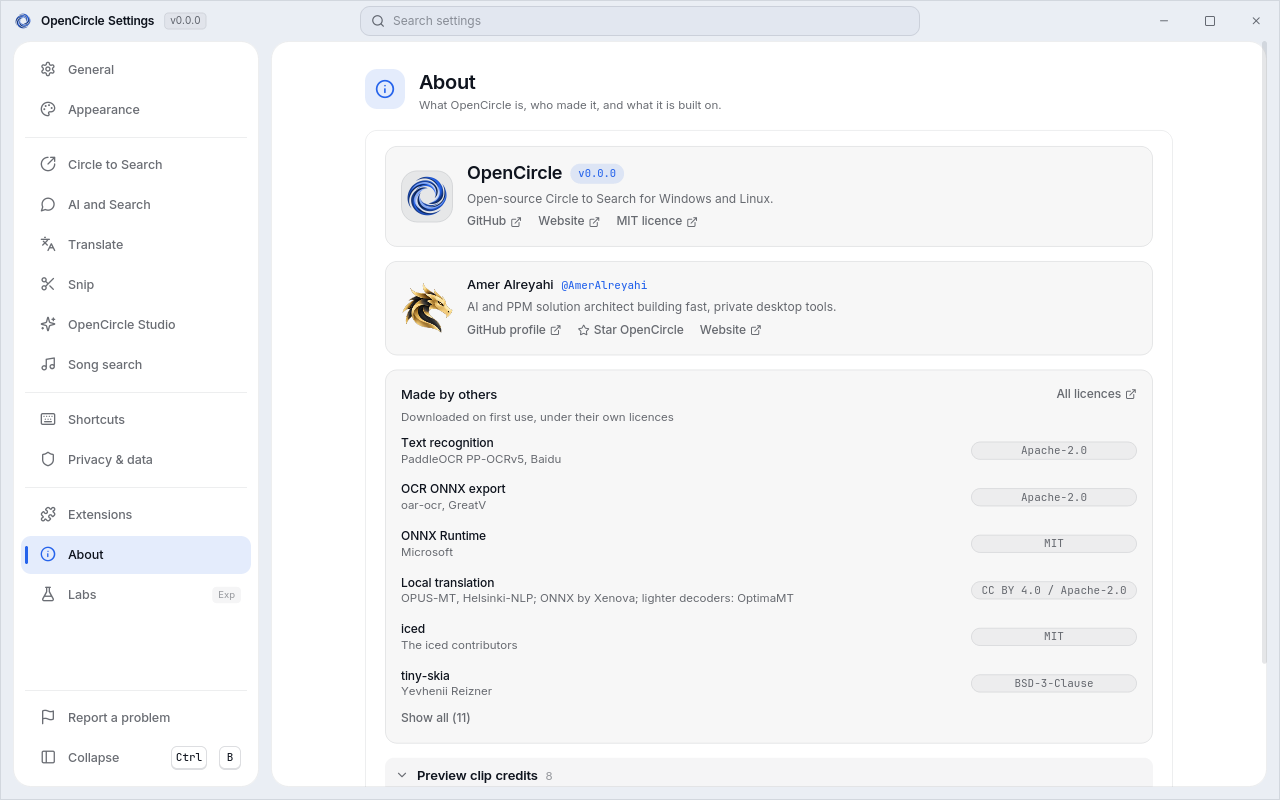 OpenCircle Settings v0.0.0
Search settings
General
Appearance
Circle to Search
AI and Search
Translate
Snip
OpenCircle Studio
Song search
Shortcuts
Privacy & data
Extensions
About
Labs Exp
Report a problem
Collapse Ctrl B
About
What OpenCircle is, who made it, and what it is built on.
OpenCircle v0.0.0
Open-source Circle to Search for Windows and Linux.
GitHub Website MIT licence
Amer Alreyahi @AmerAlreyahi
AI and PPM solution architect building fast, private desktop tools.
GitHub profile Star OpenCircle Website
Made by others All licences
Downloaded on first use, under their own licences
Text recognition
PaddleOCR PP-OCRv5, Baidu
Apache-2.0
OCR ONNX export
oar-ocr, GreatV
Apache-2.0
ONNX Runtime
Microsoft
MIT
Local translation
OPUS-MT, Helsinki-NLP; ONNX by Xenova; lighter decoders: OptimaMT
CC BY 4.0 / Apache-2.0
iced
The iced contributors
MIT
tiny-skia
Yevhenii Reizner
BSD-3-Clause
Show all (11)
Preview clip credits 8